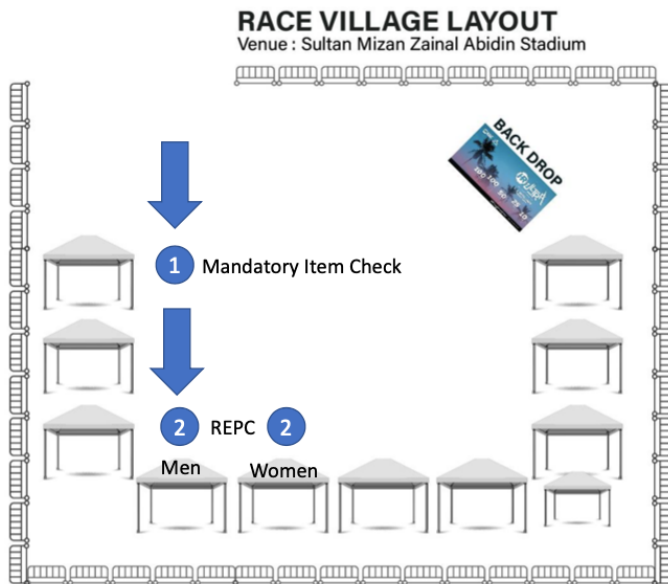 RACE VILLAGE LAYOUT
Venue : Sultan Mizan Zainal Abidin Stadium
BACK DROP
1 Mandatory Item Check
2 REPC 2
Men Women